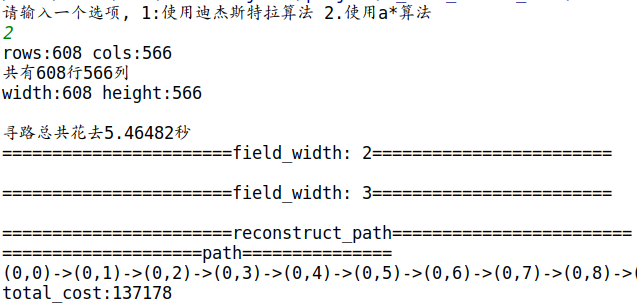 请输入一个选项, 1:使用迪杰斯特拉算法 2.使用a*算法
2
rows:608 cols:566
共有608行566列
width:608 height:566
寻路总共花去5.46482秒
=======================field_width: 2========================
=======================field_width: 3========================
=======================reconstruct_path========================
====================path===============
(0,0)->(0,1)->(0,2)->(0,3)->(0,4)->(0,5)->(0,6)->(0,7)->(0,8)->(
total_cost:137178